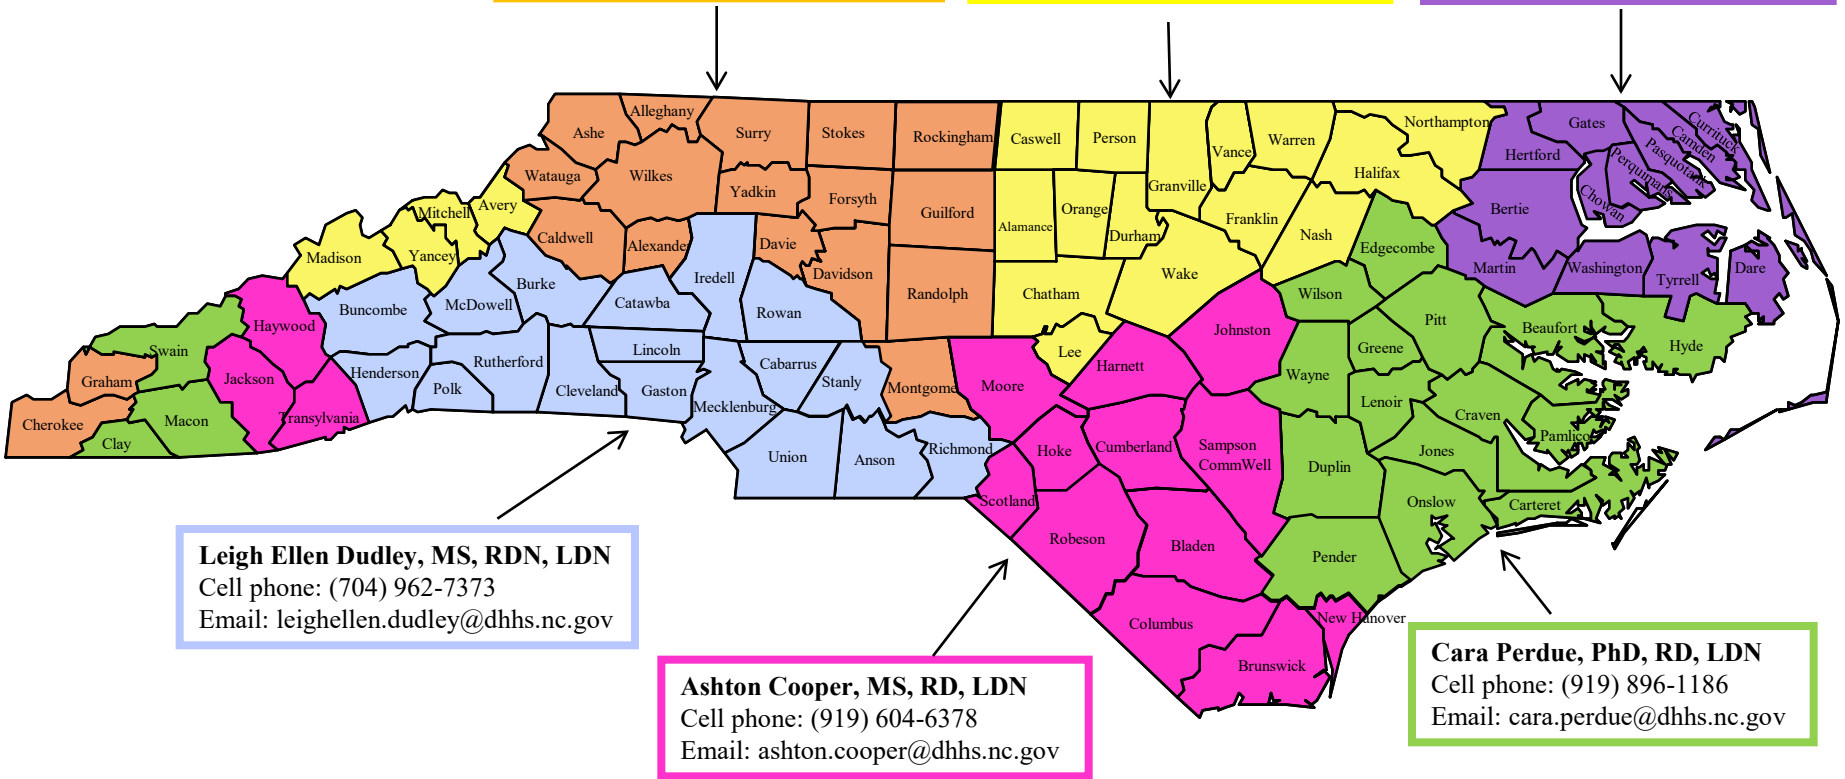 Alleghany
Ashe
Surry
Stokes
Rockingham
Caswell
Person
Vance
Warren
Northampton
Gates
Currituck
Camden
Pasquotank
Perquimans
Chowan
Hertford
Halifax
Granville
Watauga
Wilkes
Yadkin
Forsyth
Guilford
Alamance
Orange
Durham
Franklin
Nash
Edgecombe
Bertie
Martin
Washington
Tyrrell
Dare
Mitchell
Avery
Caldwell
Alexande
Davie
Davidson
Madison
Yancey
Burke
Iredell
Randolph
Chatham
Wake
Wilson
Buncombe
McDowell
Catawba
Rowan
Johnston
Pitt
Beaufort
Hyde
Haywood
Swain
Rutherford
Lincoln
Cabarrus
Lee
Harnett
Greene
Wayne
Graham
Jackson
Henderson
Polk
Cleveland
Gaston
Stanly
Montgome
Moore
Lenoir
Craven
Pamlico
Cherokee
Macon
Transylvania
Mecklenburg
Clay
Union
Anson
Richmond
Hoke
Cumberland
Sampson
CommWell
Duplin
Jones
Scotland
Onslow
Carteret
Robeson
Bladen
Pender
Columbus
New Hanover
Brunswick
Leigh Ellen Dudley, MS, RDN, LDN
Cell phone: (704) 962-7373
Email: leighellen.dudley@dhhs.nc.gov
Ashton Cooper, MS, RD, LDN
Cell phone: (919) 604-6378
Email: ashton.cooper@dhhs.nc.gov
Cara Perdue, PhD, RD, LDN
Cell phone: (919) 896-1186
Email: cara.perdue@dhhs.nc.gov